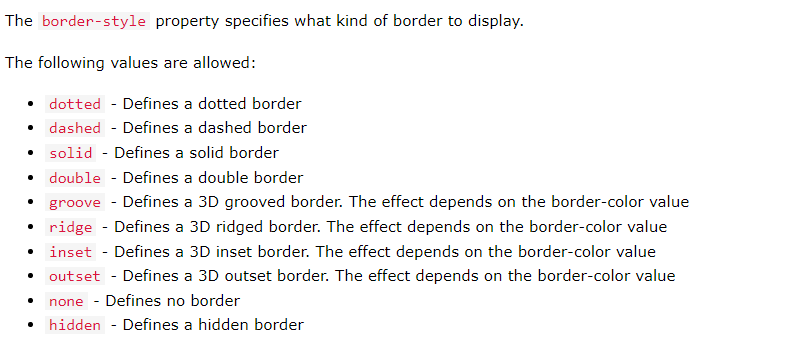 The border-style property specifies what kind of border to display.
The following values are allowed:
• dotted - Defines a dotted border
• dashed - Defines a dashed border
• solid - Defines a solid border
• double - Defines a double border
• groove - Defines a 3D grooved border. The effect depends on the border-color value
• ridge - Defines a 3D ridged border. The effect depends on the border-color value
• inset - Defines a 3D inset border. The effect depends on the border-color value
• outset - Defines a 3D outset border. The effect depends on the border-color value
• none - Defines no border
• hidden - Defines a hidden border